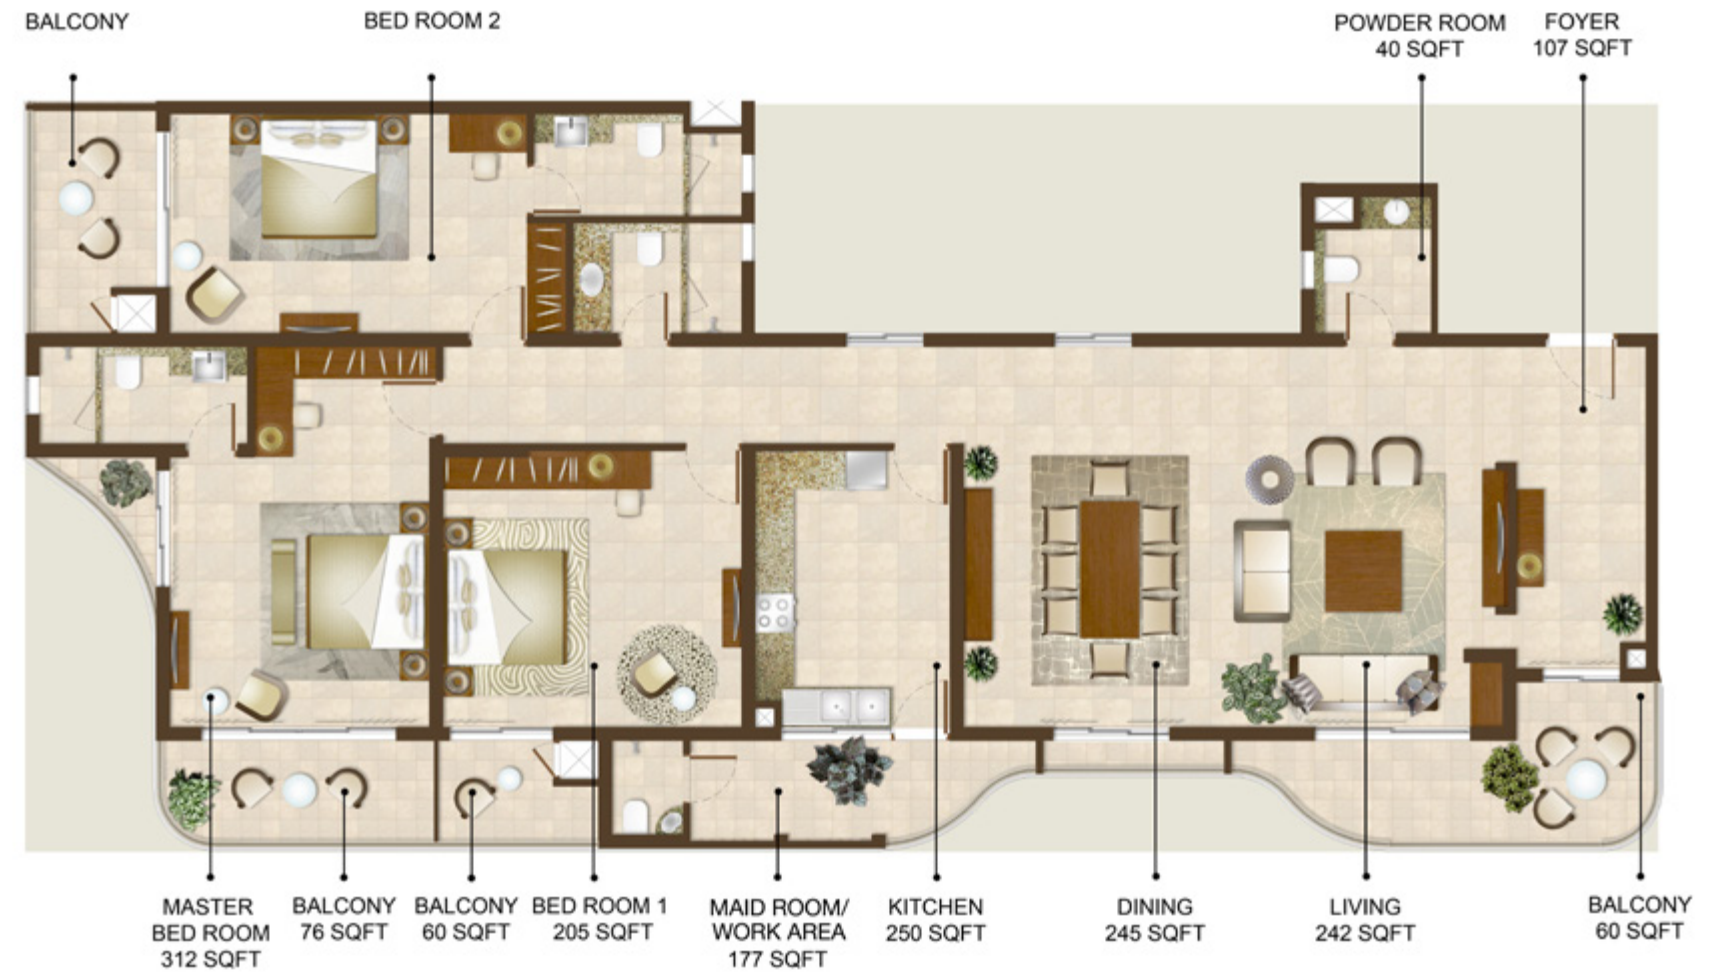 BALCONY
BED ROOM 2
POWDER ROOM
40 SQFT
FOYER
107 SQFT
MASTER
BED ROOM
312 SQFT
BALCONY
76 SQFT
BALCONY
60 SQFT
BED ROOM 1
205 SQFT
MAID ROOM/
WORK AREA
177 SQFT
KITCHEN
250 SQFT
DINING
245 SQFT
LIVING
242 SQFT
BALCONY
60 SQFT